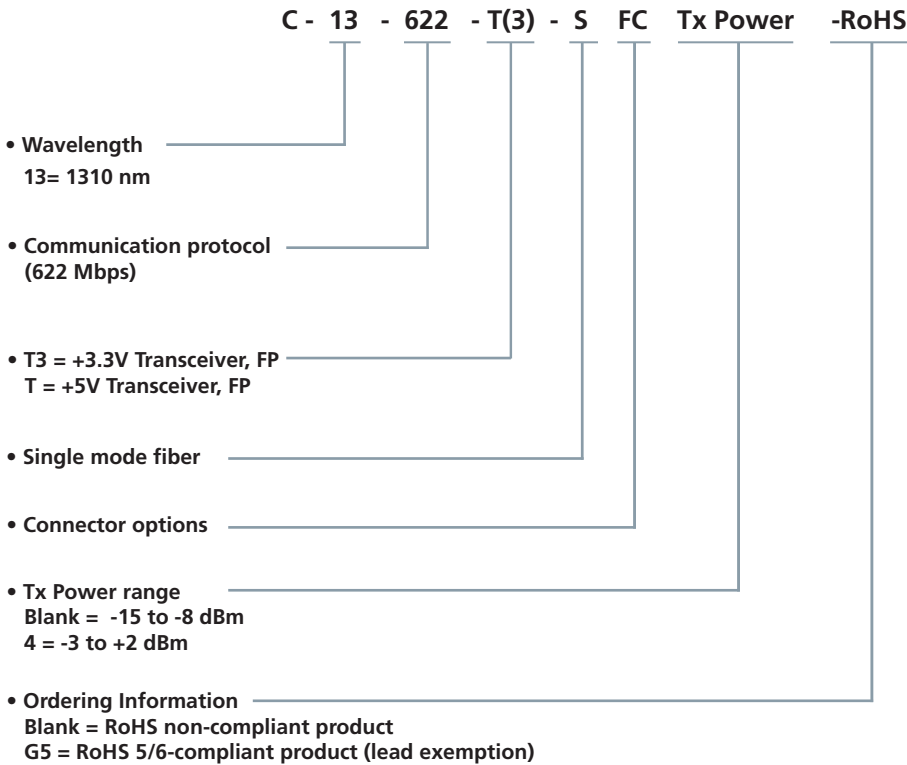 C - 13 - 622 - T(3) - S FC Tx Power -RoHS
• Wavelength
13= 1310 nm
• Communication protocol
(622 Mbps)
• T3 = +3.3V Transceiver, FP
T = +5V Transceiver, FP
• Single mode fiber
• Connector options
• Tx Power range
Blank = -15 to -8 dBm
4 = -3 to +2 dBm
• Ordering Information
Blank = RoHS non-compliant product
G5 = RoHS 5/6-compliant product (lead exemption)